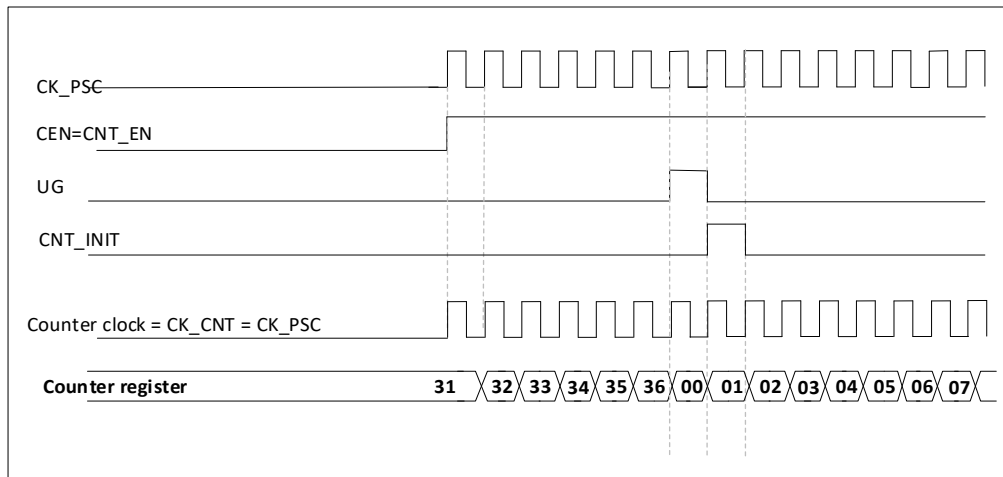 CK_PSC
CEN=CNT_EN
UG
CNT_INIT
Counter clock = CK_CNT = CK_PSC
Counter register 31 32 33 34 35 36 00 01 02 03 04 05 06 07